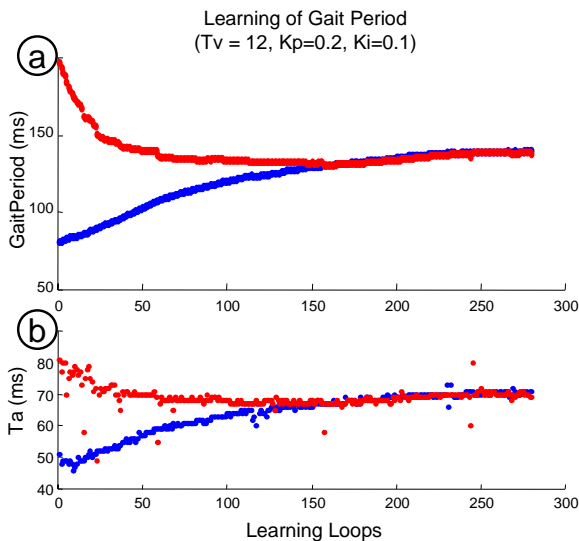 Learning of Gait Period
(Tv = 12, Kp=0.2, Ki=0.1)
a
GaitPeriod (ms)
150
100
50
0 50 100 150 200 250 300
b
Ta (ms)
80
70
60
50
40
0 50 100 150 200 250 300
Learning Loops